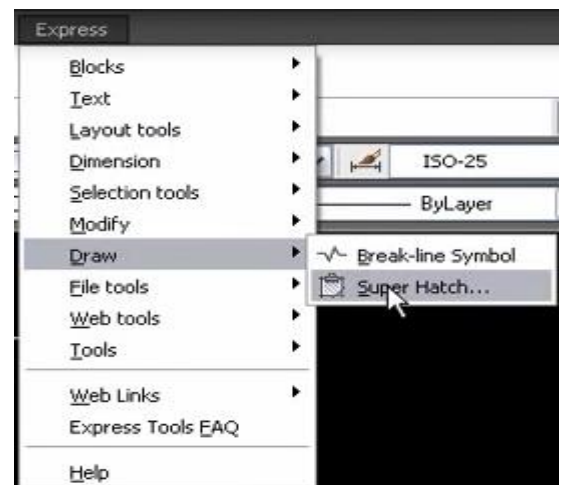 Express
Blocks
Text
Layout tools
Dimension
ISO-25
Selection tools
ByLayer
Modify
Draw
Break-line Symbol
File tools
Super Hatch...
Web tools
Tools
Web Links
Express Tools FAQ
Help